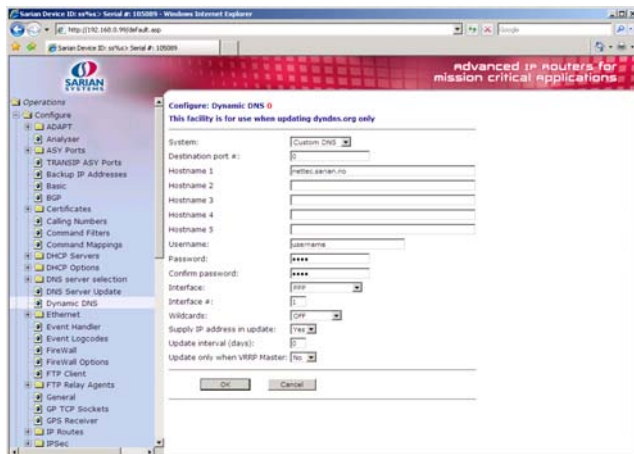 Sarian Device ID: ss%s> Serial #: 105089 - Windows Internet Explorer
http://192.168.0.99/default.asp
Google
Sarian Device ID: ss%s> Serial #: 105089
SARIAN
SYSTEMS
Advanced IP Routers for
mission critical applications
Operations
Configure
ADAPT
Analyser
ASY Ports
TRANSIP ASY Ports
Backup IP Addresses
Basic
BGP
Certificates
Calling Numbers
Command Filters
Command Mappings
DHCP Servers
DHCP Options
DNS server selection
DNS Server Update
Dynamic DNS
Ethernet
Event Handler
Event Logcodes
FireWall
FireWall Options
FTP Client
FTP Relay Agents
General
GP TCP Sockets
GPS Receiver
IP Routes
IPSec
Configure: Dynamic DNS 0
This facility is for use when updating dyndns.org only
System: Custom DNS
Destination port #: 0
Hostname 1 nettec.sarian.no
Hostname 2
Hostname 3
Hostname 4
Hostname 5
Username: username
Password: ••••
Confirm password: ••••
Interface: PPP
Interface #: 1
Wildcards: Off
Supply IP address in update: Yes
Update interval (days): 0
Update only when VRRP Master: No
OK Cancel